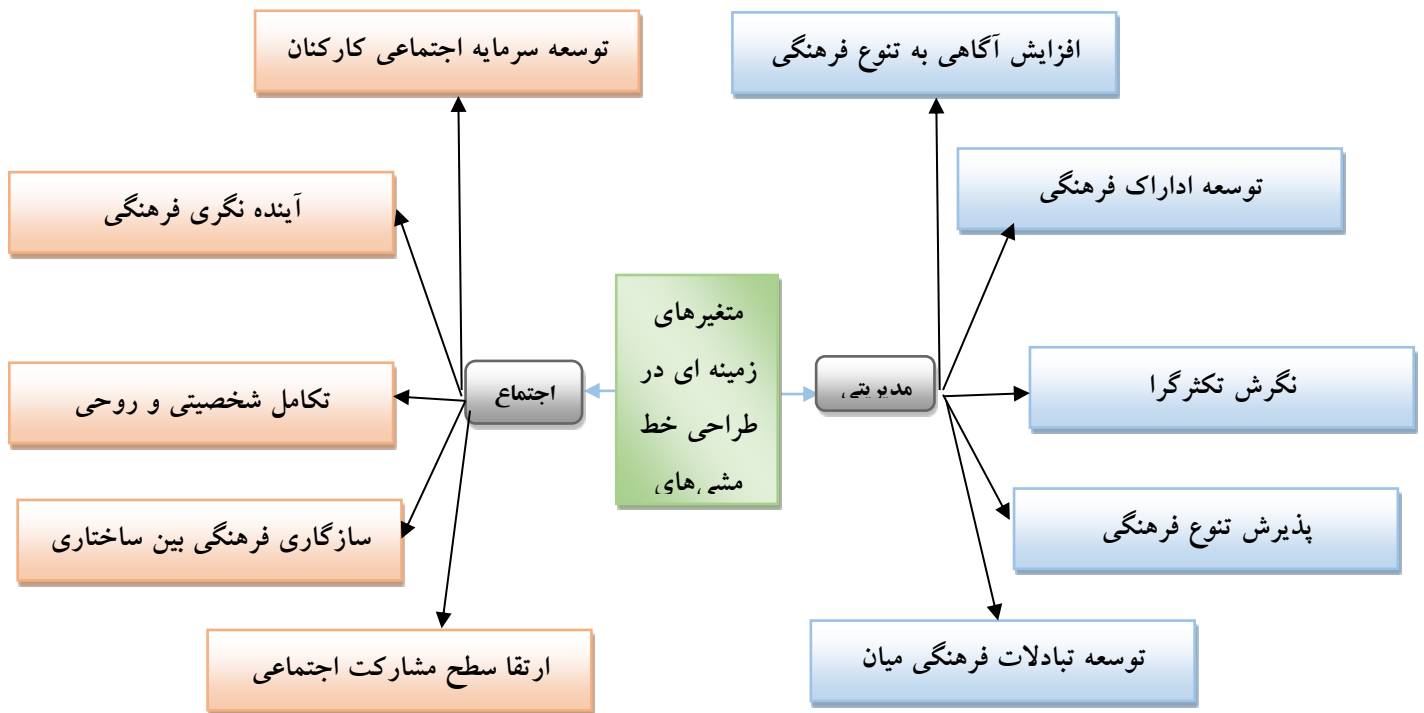 افزایش آگاهی به تنوع فرهنگی
توسعه سرمایه اجتماعی کارکنان
توسعه اداراک فرهنگی
آینده نگری فرهنگی
متغیرهای
زمینه ای در
طراحی خط
مشی‌های
مدیریتی
اجتماع
نگرش تکثرگرا
تکامل شخصیتی و روحی
پذیرش تنوع فرهنگی
سازگاری فرهنگی بین ساختاری
توسعه تبادلات فرهنگی میان
ارتقا سطح مشارکت اجتماعی